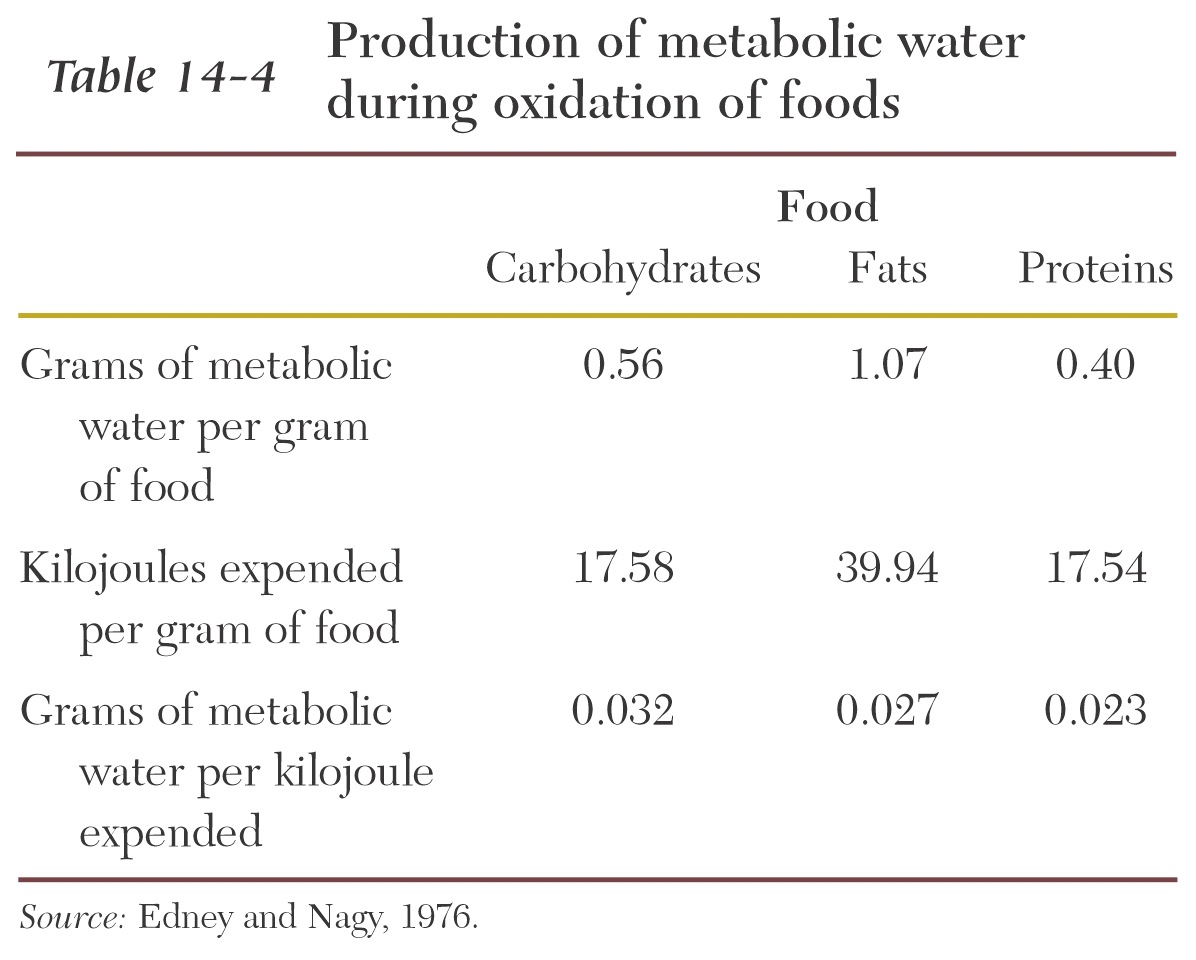 Table 14–4 Production of metabolic water
during oxidation of foods
Food
Carbohydrates Fats Proteins
Grams of metabolic 0.56 1.07 0.40
water per gram
of food
Kilojoules expended 17.58 39.94 17.54
per gram of food
Grams of metabolic 0.032 0.027 0.023
water per kilojoule
expended
Source: Edney and Nagy, 1976.